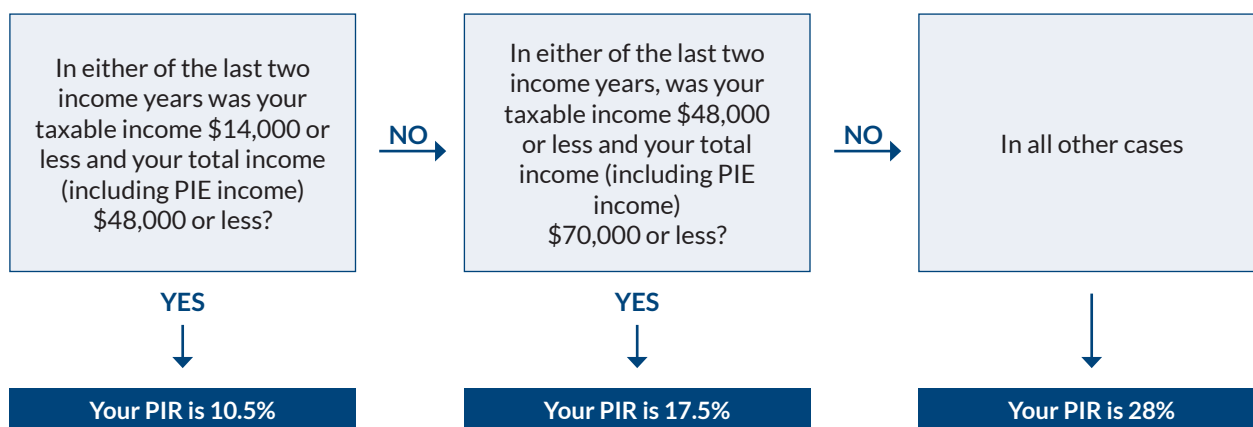 In either of the last two
income years was your
taxable income $14,000 or
less and your total income
(including PIE income)
$48,000 or less?
NO
In either of the last two
income years, was your
taxable income $48,000
or less and your total
income (including PIE
income)
$70,000 or less?
NO
In all other cases
YES
YES
Your PIR is 10.5%
Your PIR is 17.5%
Your PIR is 28%